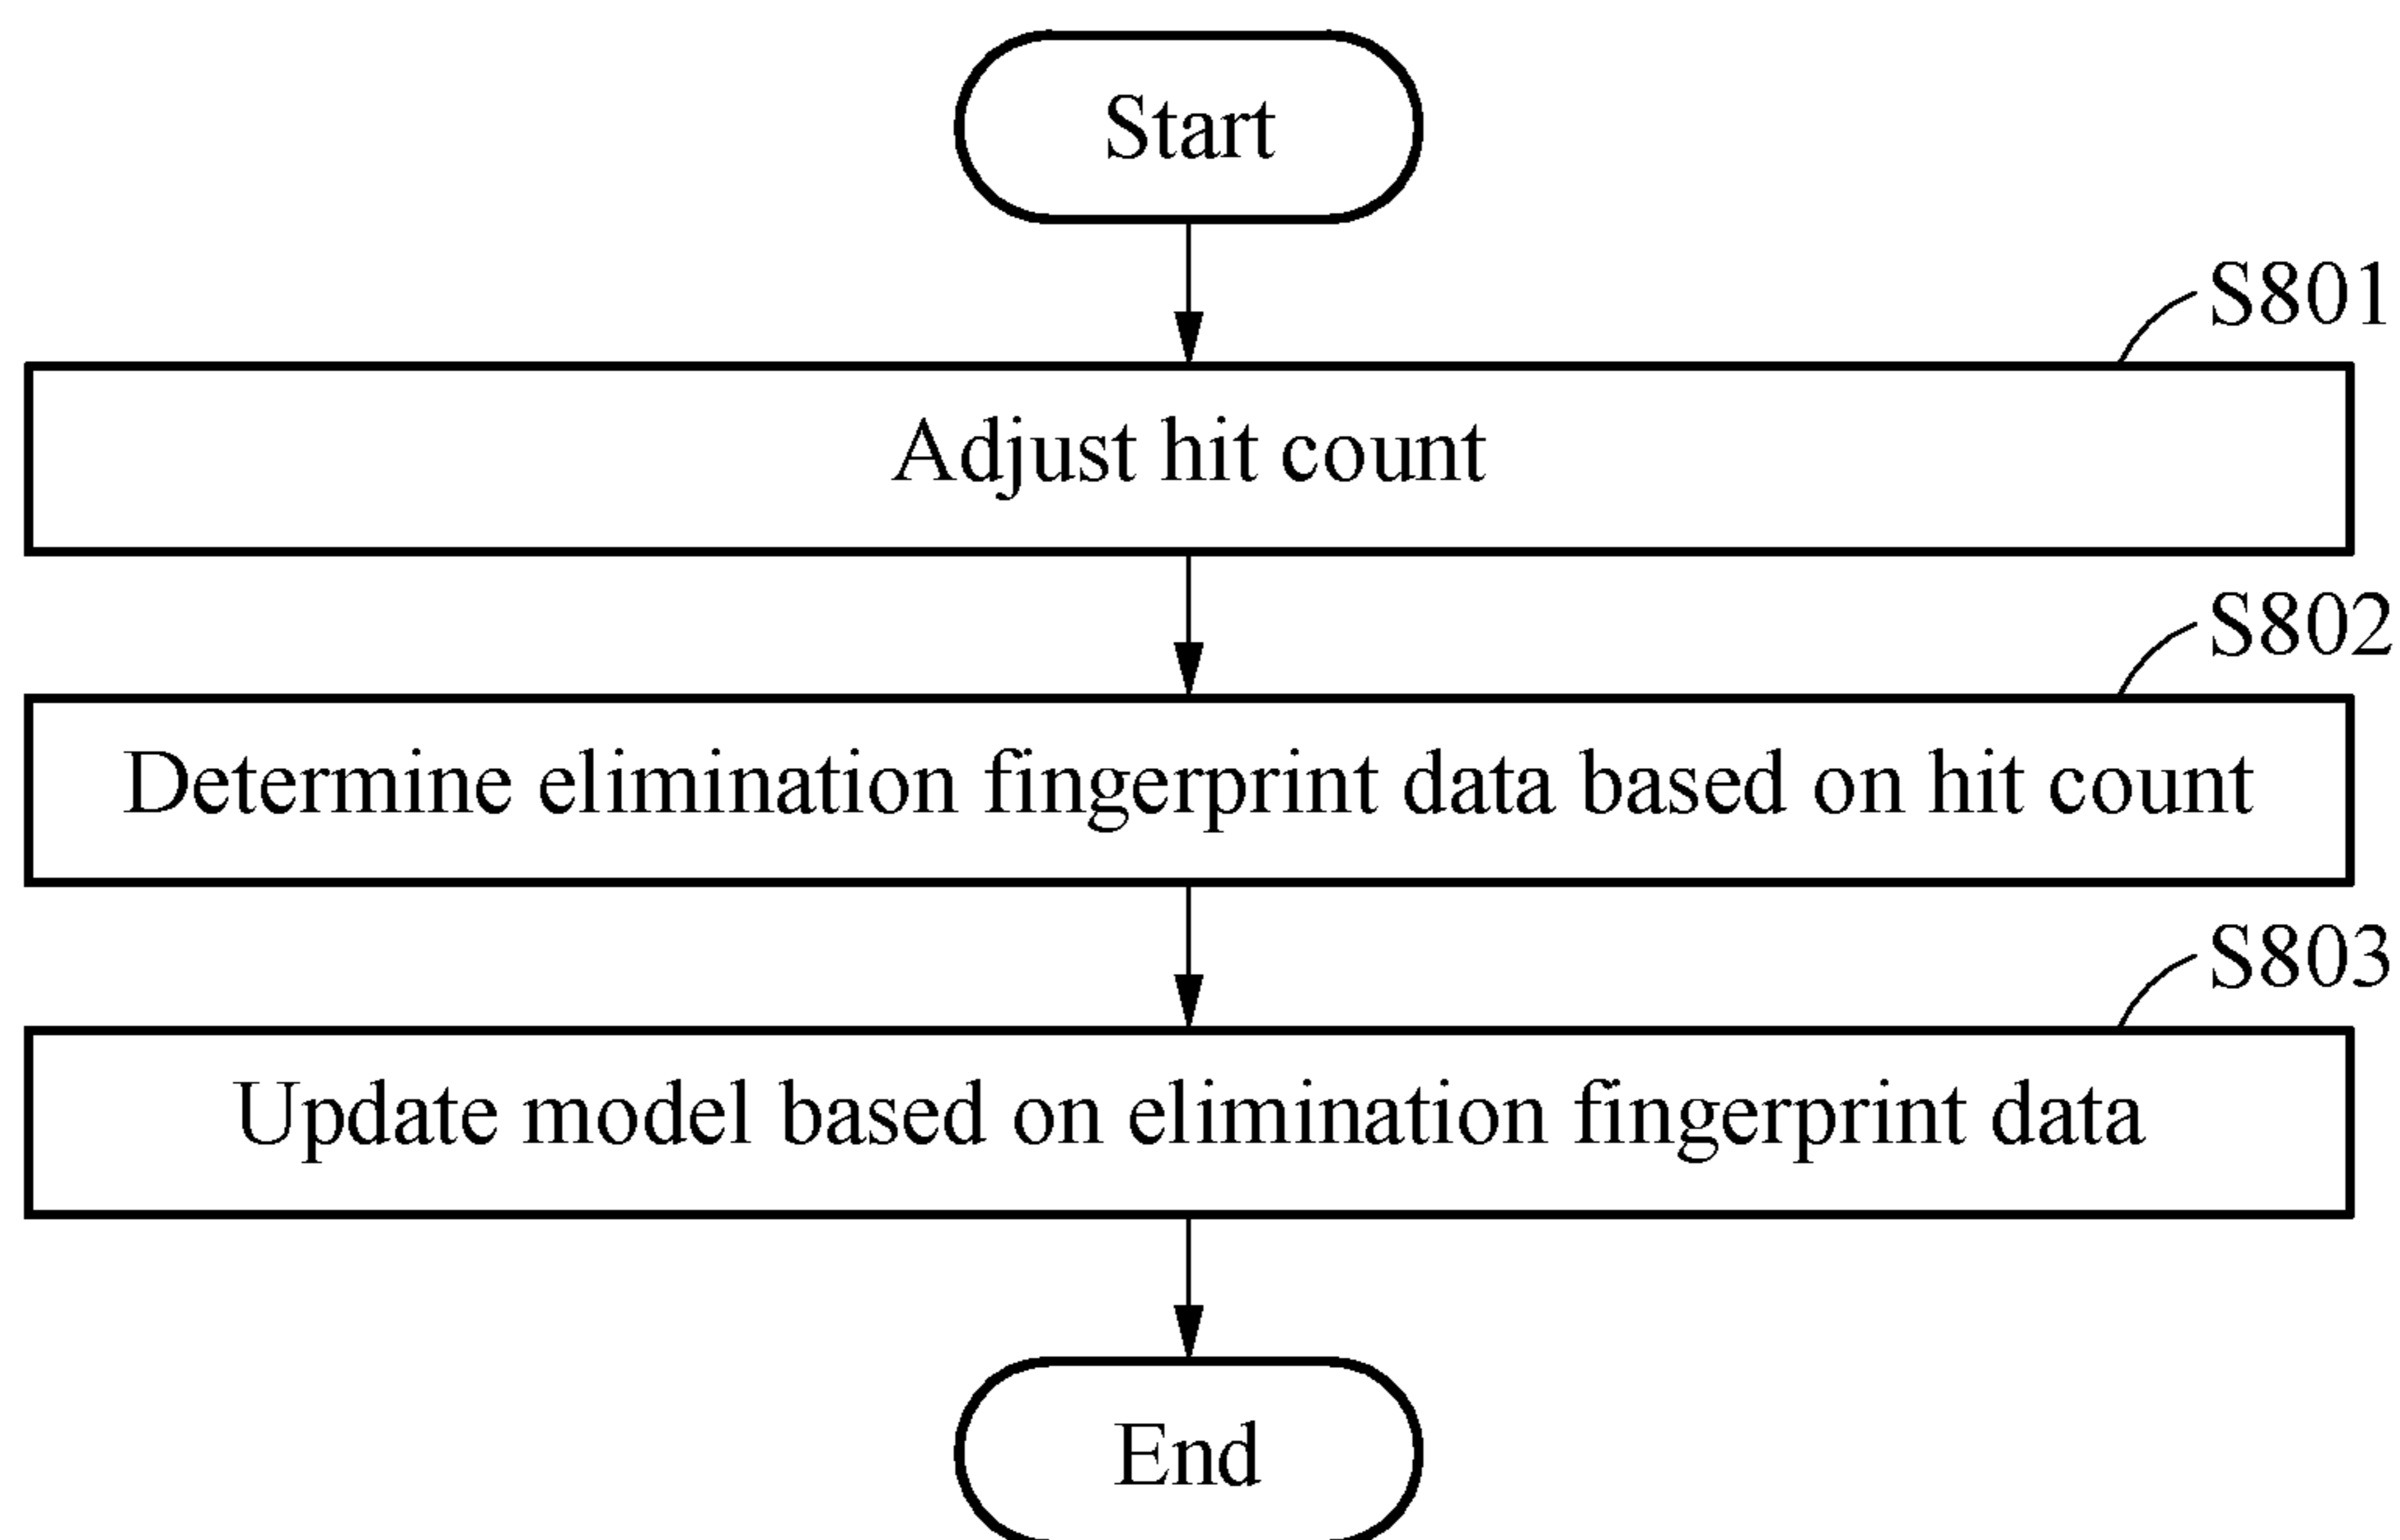 Start
S801
Adjust hit count
S802
Determine elimination fingerprint data based on hit count
S803
Update model based on elimination fingerprint data
End